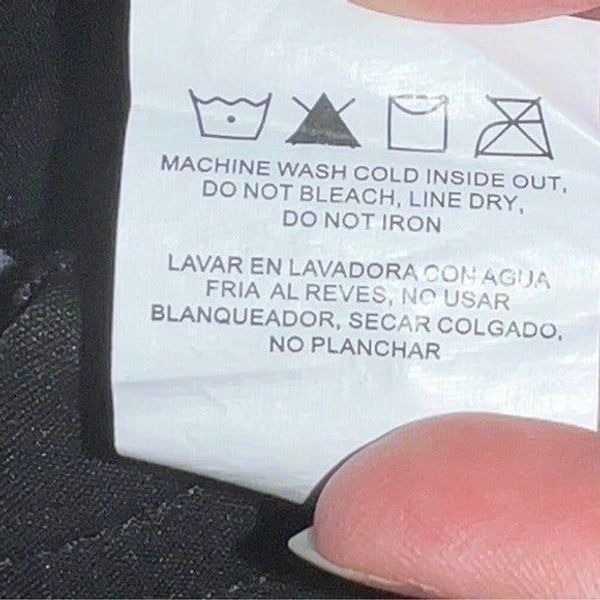 MACHINE WASH COLD INSIDE OUT,
DO NOT BLEACH, LINE DRY,
DO NOT IRON
LAVAR EN LAVADORA CON AGUA
FRIA AL REVES, NO USAR
BLANQUEADOR, SECAR COLGADO,
NO PLANCHAR